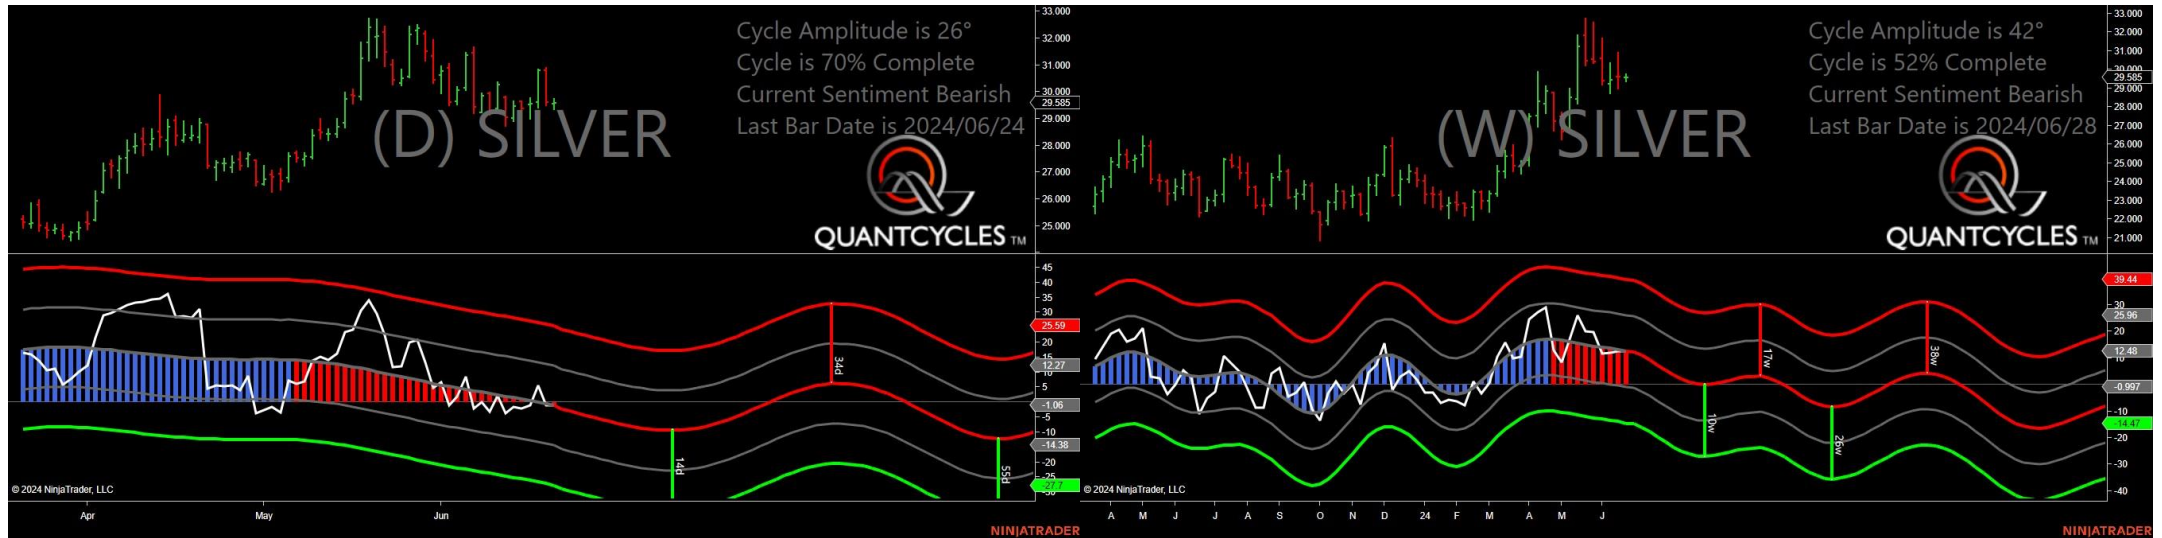 Cycle Amplitude is 26°
Cycle is 70% Complete
Current Sentiment Bearish
Last Bar Date is 2024/06/24
(D) SILVER
QUANTCYCLES TM
33.000
32.000
31.000
30.000
29.585
29.000
28.000
27.000
26.000
25.000
45
40
35
30
25.59
20
15
12.27
10
5
-1.06
-5
-10
-14.38
-20
-25
-27.7
14d
34d
55d
© 2024 NinjaTrader, LLC
Apr May Jun
NINJATRADER
Cycle Amplitude is 42°
Cycle is 52% Complete
Current Sentiment Bearish
Last Bar Date is 2024/06/28
(W) SILVER
QUANTCYCLES TM
33.000
32.000
31.000
30.000
29.585
29.000
28.000
27.000
26.000
25.000
24.000
23.000
22.000
21.000
39.44
30
25.96
20
12.48
10
-0.997
-10
-14.47
-20
-30
-40
10w
17w
26w
38w
© 2024 NinjaTrader, LLC
A M J J A S O N D 24 F M A M J
NINJATRADER